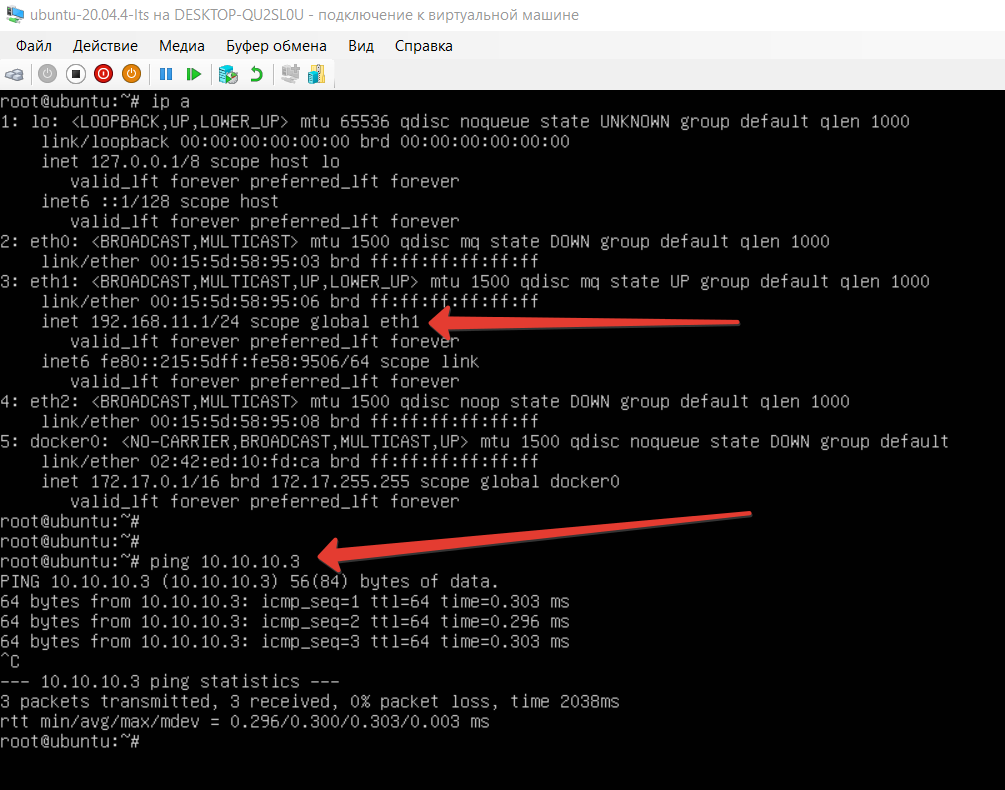 ubuntu-20.04.4-lts на DESKTOP-QU2SL0U - подключение к виртуальной машине
Файл Действие Медиа Буфер обмена Вид Справка
root@ubuntu:~# ip a
1: lo: <LOOPBACK,UP,LOWER_UP> mtu 65536 qdisc noqueue state UNKNOWN group default qlen 1000
    link/loopback 00:00:00:00:00:00 brd 00:00:00:00:00:00
    inet 127.0.0.1/8 scope host lo
       valid_lft forever preferred_lft forever
    inet6 ::1/128 scope host
       valid_lft forever preferred_lft forever
2: eth0: <BROADCAST,MULTICAST> mtu 1500 qdisc mq state DOWN group default qlen 1000
    link/ether 00:15:5d:58:95:03 brd ff:ff:ff:ff:ff:ff
3: eth1: <BROADCAST,MULTICAST,UP,LOWER_UP> mtu 1500 qdisc mq state UP group default qlen 1000
    link/ether 00:15:5d:58:95:06 brd ff:ff:ff:ff:ff:ff
    inet 192.168.11.1/24 scope global eth1
       valid_lft forever preferred_lft forever
    inet6 fe80::215:5dff:fe58:9506/64 scope link
       valid_lft forever preferred_lft forever
4: eth2: <BROADCAST,MULTICAST> mtu 1500 qdisc noop state DOWN group default qlen 1000
    link/ether 00:15:5d:58:95:08 brd ff:ff:ff:ff:ff:ff
5: docker0: <NO-CARRIER,BROADCAST,MULTICAST,UP> mtu 1500 qdisc noqueue state DOWN group default
    link/ether 02:42:ed:10:fd:ca brd ff:ff:ff:ff:ff:ff
    inet 172.17.0.1/16 brd 172.17.255.255 scope global docker0
       valid_lft forever preferred_lft forever
root@ubuntu:~#
root@ubuntu:~#
root@ubuntu:~# ping 10.10.10.3
PING 10.10.10.3 (10.10.10.3) 56(84) bytes of data.
64 bytes from 10.10.10.3: icmp_seq=1 ttl=64 time=0.303 ms
64 bytes from 10.10.10.3: icmp_seq=2 ttl=64 time=0.296 ms
64 bytes from 10.10.10.3: icmp_seq=3 ttl=64 time=0.303 ms
^C
--- 10.10.10.3 ping statistics ---
3 packets transmitted, 3 received, 0% packet loss, time 2038ms
rtt min/avg/max/mdev = 0.296/0.300/0.303/0.003 ms
root@ubuntu:~#